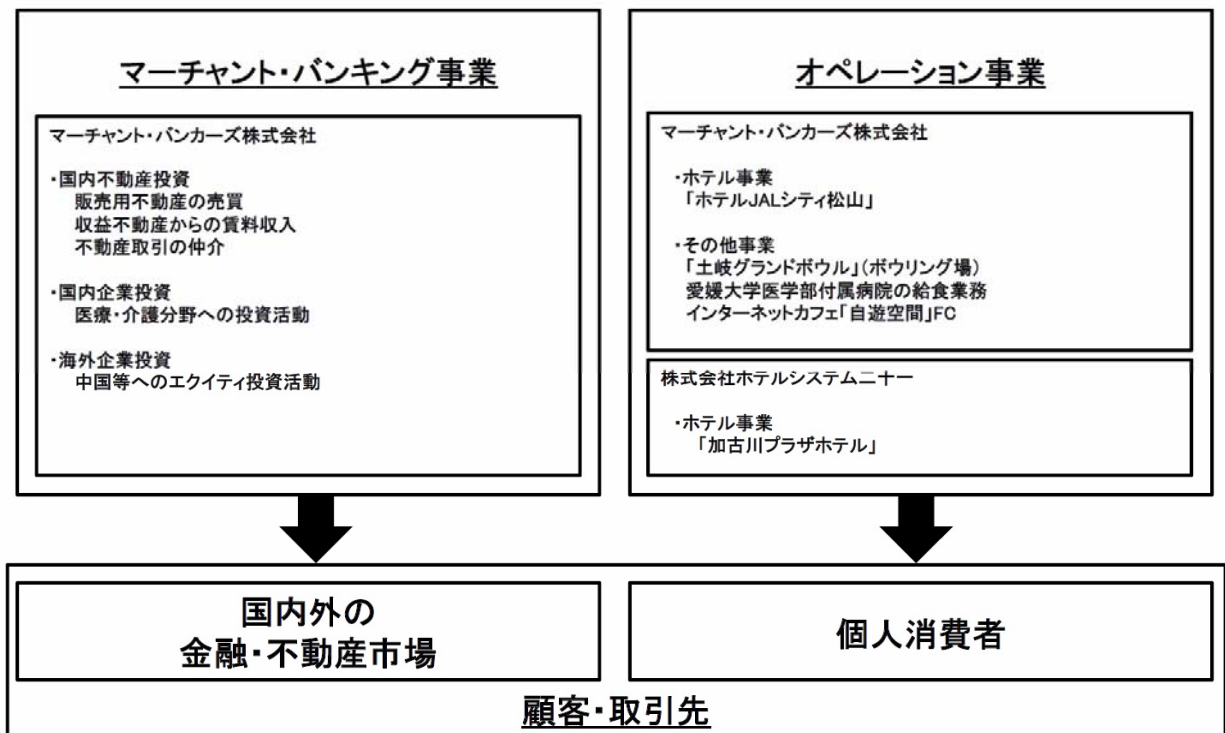 マーチャント・バンキング事業
マーチャント・バンカーズ株式会社
・国内不動産投資
販売用不動産の売買
収益不動産からの賃料収入
不動産取引の仲介
・国内企業投資
医療・介護分野への投資活動
・海外企業投資
中国等へのエクイティ投資活動
オペレーション事業
マーチャント・バンカーズ株式会社
・ホテル事業
「ホテルJALシティ松山」
・その他事業
「土岐グランドボウル」(ボウリング場)
愛媛大学医学部付属病院の給食業務
インターネットカフェ「自遊空間」FC
株式会社ホテルシステム二十一
・ホテル事業
「加古川プラザホテル」
国内外の
金融・不動産市場
個人消費者
顧客・取引先